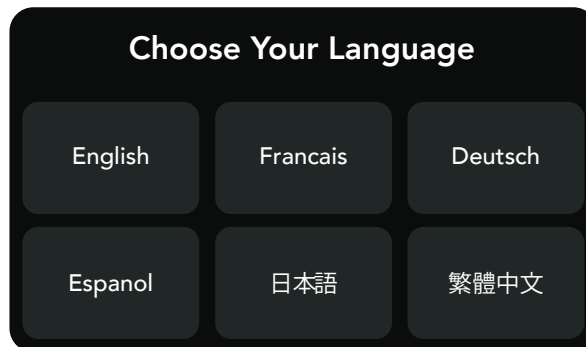 Choose Your Language
English Francais Deutsch
Espanol 日本語 繁體中文